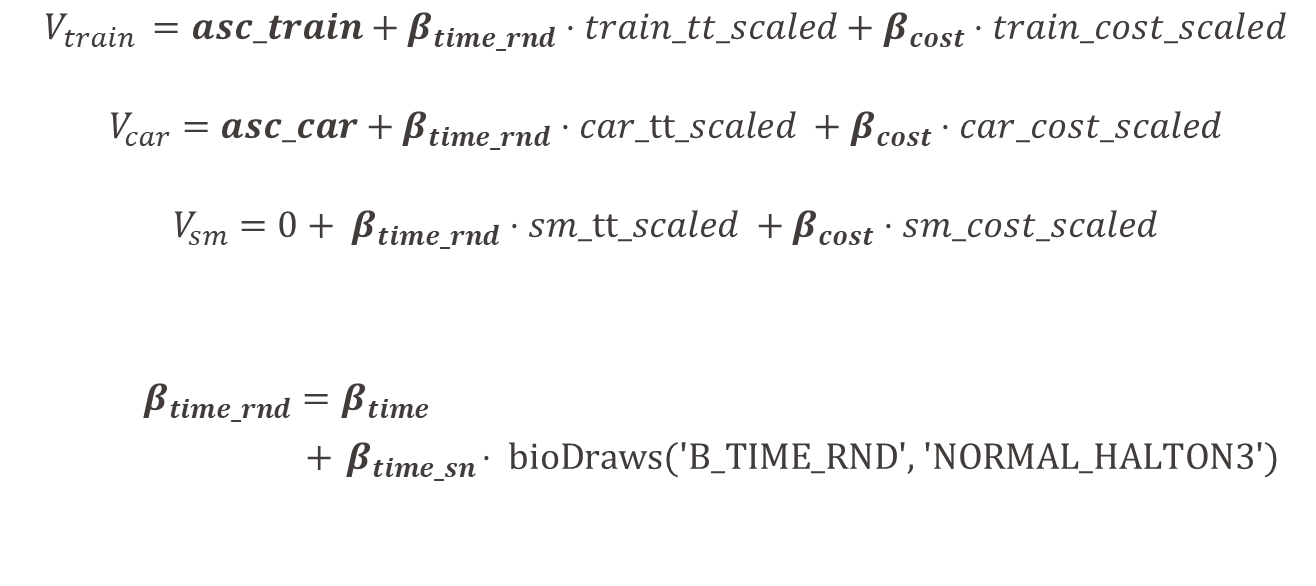 V_train = asc_train + β_time_rnd · train_tt_scaled + β_cost · train_cost_scaled
V_car = asc_car + β_time_rnd · car_tt_scaled + β_cost · car_cost_scaled
V_sm = 0 + β_time_rnd · sm_tt_scaled + β_cost · sm_cost_scaled
β_time_rnd = β_time
+ β_time_sn · bioDraws('B_TIME_RND', 'NORMAL_HALTON3')